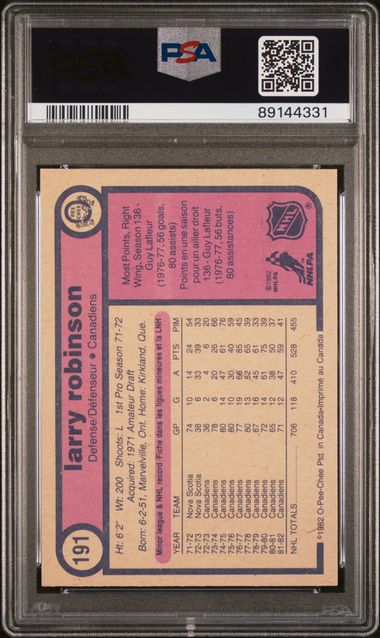 PSA
PSA
89144331
191
larry robinson
Defense/Défenseur • Canadiens
Ht: 6'2" Wt: 200 Shoots: L 1st Pro Season 71-72
Acquired: 1971 Amateur Draft
Born: 6-2-51, Marvelville, Ont. Home: Kirkland, Que.
Minor league & NHL record/Fiche dans les ligues mineures et la LNH
YEAR TEAM GP G A PTS PIM
71-72 Nova Scotia 74 10 14 24 54
72-73 Nova Scotia 38 6 33 39 33
72-73 Canadiens 36 2 4 6 20
73-74 Canadiens 78 6 20 26 66
74-75 Canadiens 80 14 47 61 76
75-76 Canadiens 80 10 30 40 59
76-77 Canadiens 77 19 66 85 45
77-78 Canadiens 80 13 52 65 39
78-79 Canadiens 67 16 45 61 33
79-80 Canadiens 72 14 61 75 39
80-81 Canadiens 65 12 38 50 37
81-82 Canadiens 71 12 47 59 41
NHL TOTALS 706 118 410 528 455
©1982 O-Pee-Chee Ptd. in Canada•Imprimé au Canada
O PEE CHEE
Most Points, Right
Wing, Season 136-
Guy Lafleur
(1976-77, 56 goals,
80 assists)
Points en une saison
pour un ailier droit
136 - Guy Lafleur
(1976-77, 56 buts,
80 assistances)
©1982
NHLPA
NHLPA
NHL
®